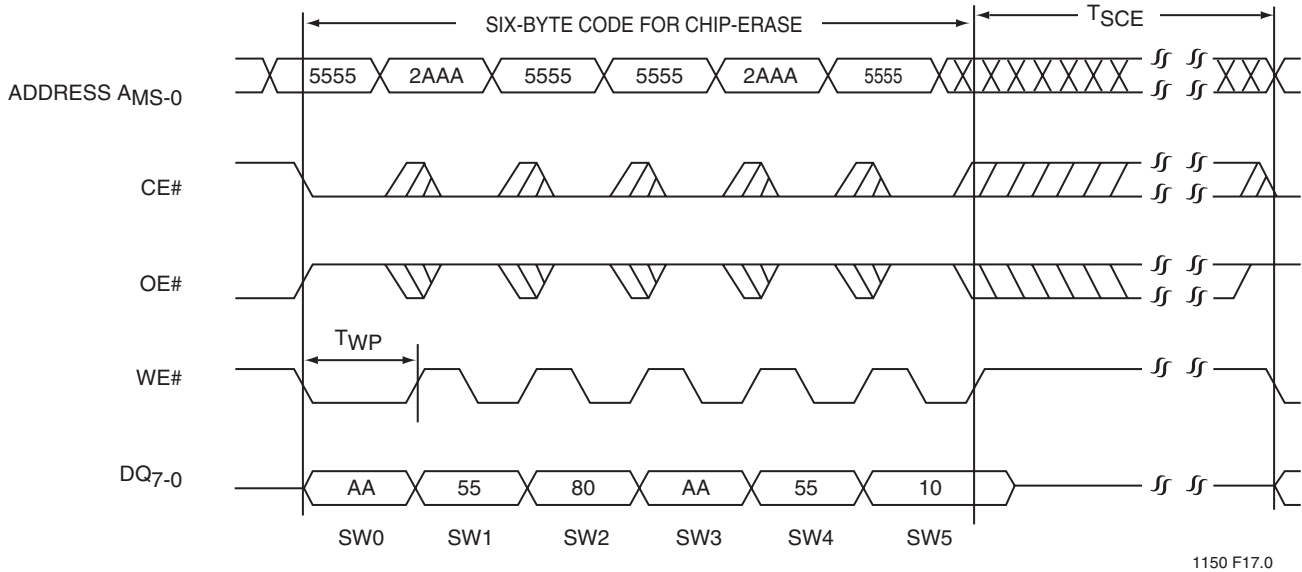 SIX-BYTE CODE FOR CHIP-ERASE
TSCE
ADDRESS AMS-0
5555 2AAA 5555 5555 2AAA 5555
CE#
OE#
TWP
WE#
DQ7-0
AA 55 80 AA 55 10
SW0 SW1 SW2 SW3 SW4 SW5
1150 F17.0